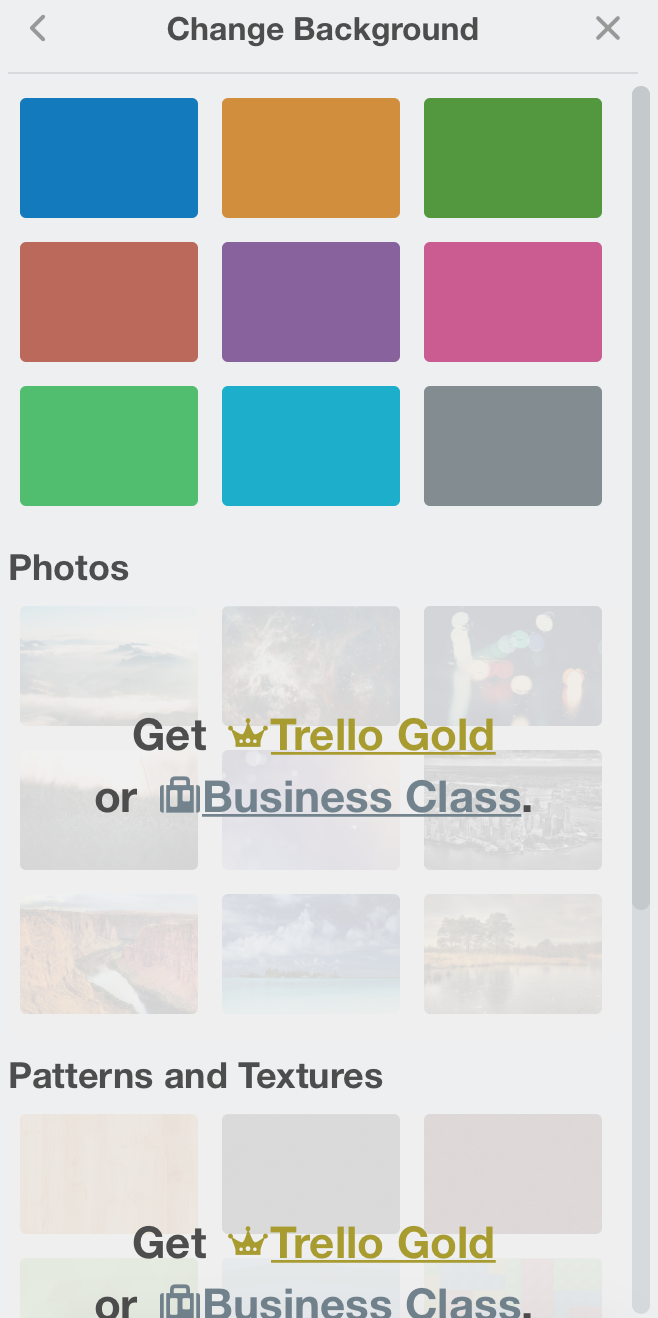 Change Background
Photos
Get Trello Gold
or Business Class.
Patterns and Textures
Get Trello Gold
or Business Class.